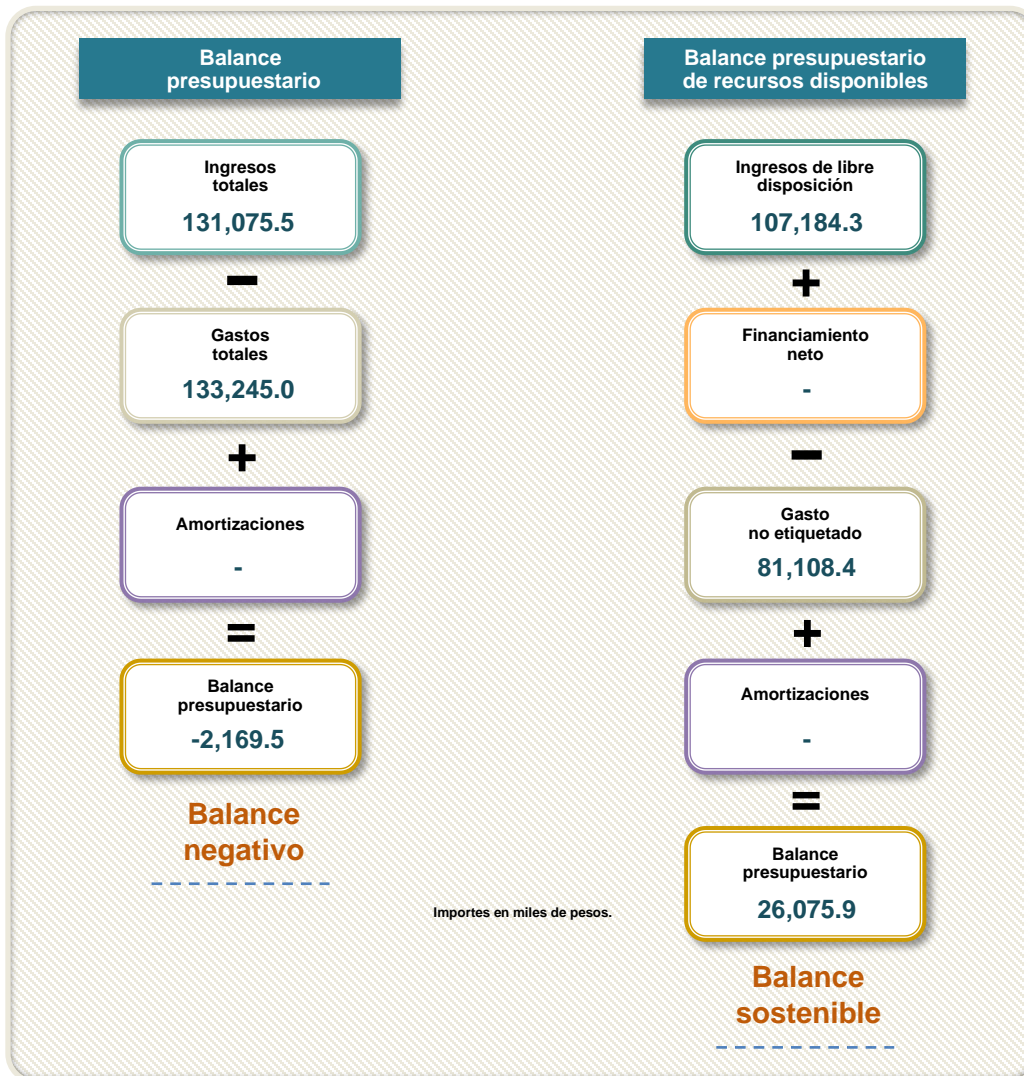 Balance
presupuestario
Ingresos
totales
131,075.5
−
Gastos
totales
133,245.0
+
Amortizaciones
-
=
Balance
presupuestario
-2,169.5
Balance
negativo
Balance presupuestario
de recursos disponibles
Ingresos de libre
disposición
107,184.3
+
Financiamiento
neto
-
−
Gasto
no etiquetado
81,108.4
+
Amortizaciones
-
=
Balance
presupuestario
26,075.9
Balance
sostenible
Importes en miles de pesos.